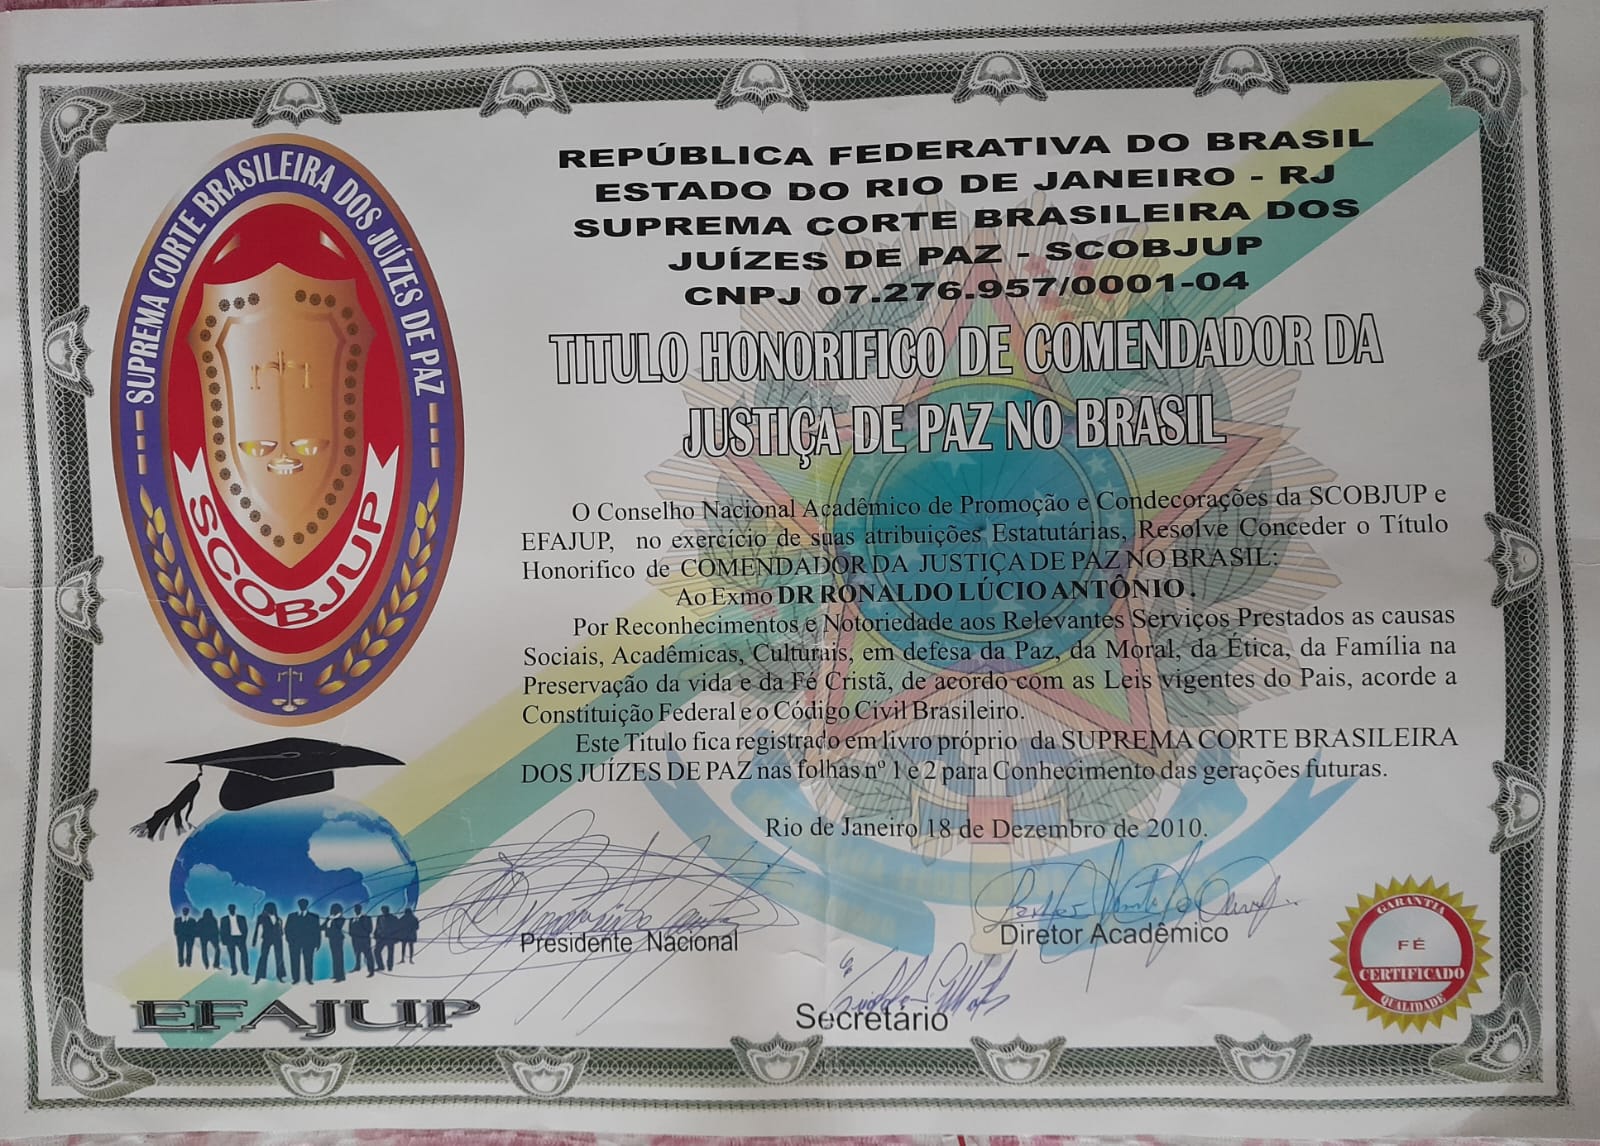 SUPREMA CORTE BRASILEIRA DOS JUÍZES DE PAZ
SCOBJUP
REPÚBLICA FEDERATIVA DO BRASIL
ESTADO DO RIO DE JANEIRO - RJ
SUPREMA CORTE BRASILEIRA DOS
JUÍZES DE PAZ - SCOBJUP
CNPJ 07.276.957/0001-04
TITULO HONORIFICO DE COMENDADOR DA
JUSTIÇA DE PAZ NO BRASIL
O Conselho Nacional Acadêmico de Promoção e Condecorações da SCOBJUP e
EFAJUP, no exercício de suas atribuições Estatutárias, Resolve Conceder o Título
Honorifico de COMENDADOR DA JUSTIÇA DE PAZ NO BRASIL:
Ao Exmo DR RONALDO LÚCIO ANTÔNIO.
Por Reconhecimentos e Notoriedade aos Relevantes Serviços Prestados as causas
Sociais, Acadêmicas, Culturais, em defesa da Paz, da Moral, da Ética, da Família na
Preservação da vida e da Fé Cristã, de acordo com as Leis vigentes do Pais, acorde a
Constituição Federal e o Código Civil Brasileiro.
Este Titulo fica registrado em livro próprio da SUPREMA CORTE BRASILEIRA
DOS JUÍZES DE PAZ nas folhas nº 1 e 2 para Conhecimento das gerações futuras.
Rio de Janeiro 18 de Dezembro de 2010.
Presidente Nacional
Diretor Acadêmico
Secretário
EFAJUP
GARANTIA
FÉ
CERTIFICADO
QUALIDADE